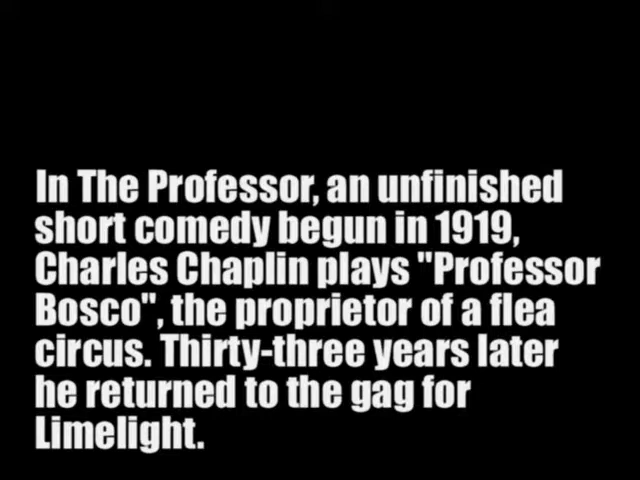 In The Professor, an unfinished
short comedy begun in 1919,
Charles Chaplin plays "Professor
Bosco", the proprietor of a flea
circus. Thirty-three years later
he returned to the gag for
Limelight.